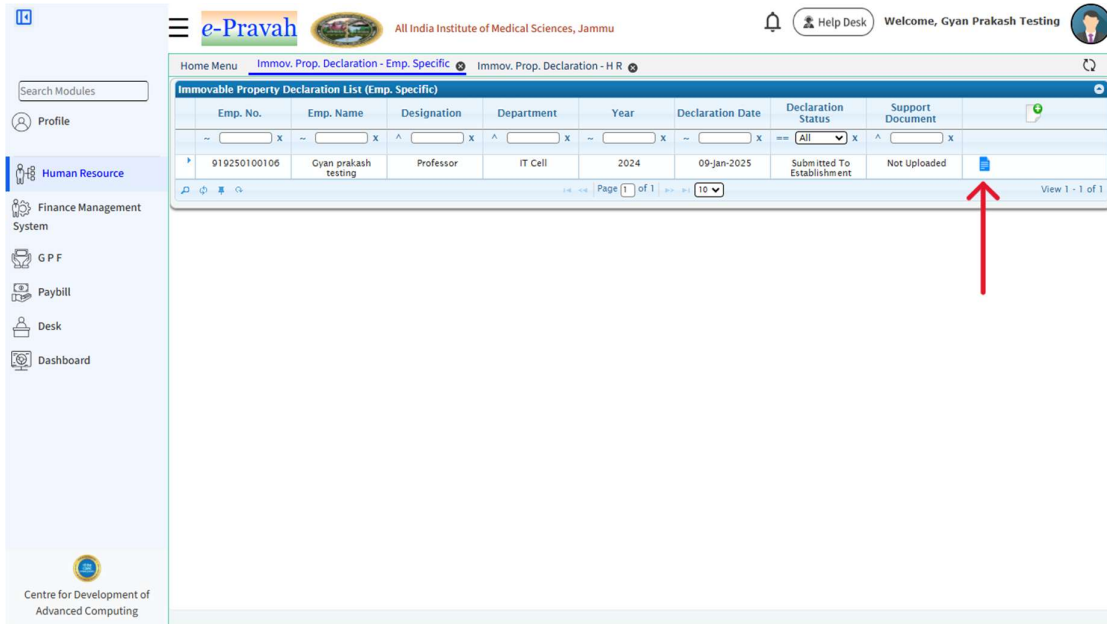 e-Pravah
All India Institute of Medical Sciences, Jammu
Help Desk
Welcome, Gyan Prakash Testing
Home Menu
Immov. Prop. Declaration - Emp. Specific
Immov. Prop. Declaration - H R
Search Modules
Profile
Human Resource
Finance Management
System
G P F
Paybill
Desk
Dashboard
Centre for Development of
Advanced Computing
Immovable Property Declaration List (Emp. Specific)
Emp. No. Emp. Name Designation Department Year Declaration Date Declaration Status Support Document
~ x ~ x ^ x ^ x ~ x ~ x == All x ^ x
919250100106 Gyan prakash testing Professor IT Cell 2024 09-Jan-2025 Submitted To Establishment Not Uploaded
Page 1 of 1 10 View 1 - 1 of 1